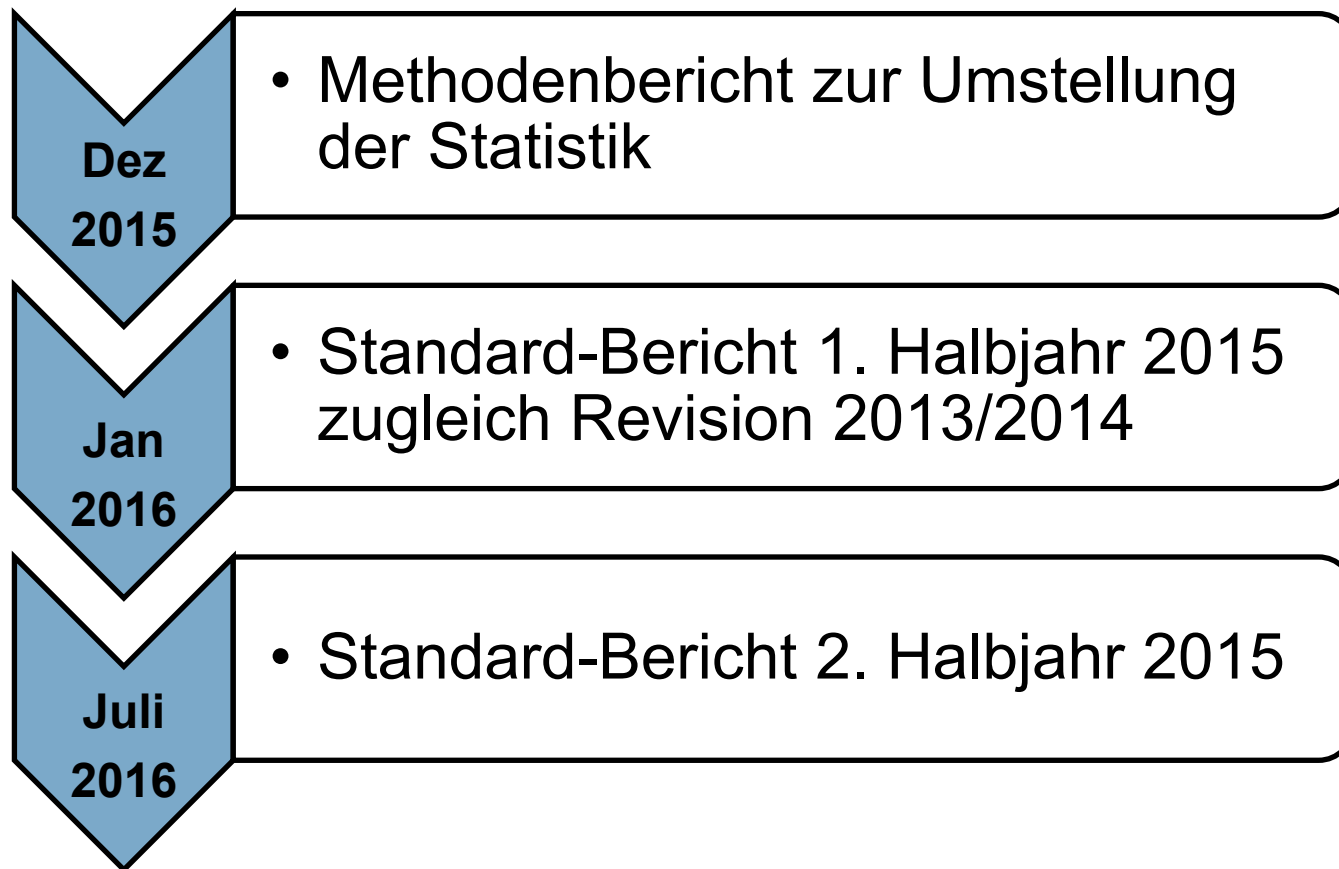 Dez
2015
• Methodenbericht zur Umstellung
der Statistik
Jan
2016
• Standard-Bericht 1. Halbjahr 2015
zugleich Revision 2013/2014
Juli
2016
• Standard-Bericht 2. Halbjahr 2015